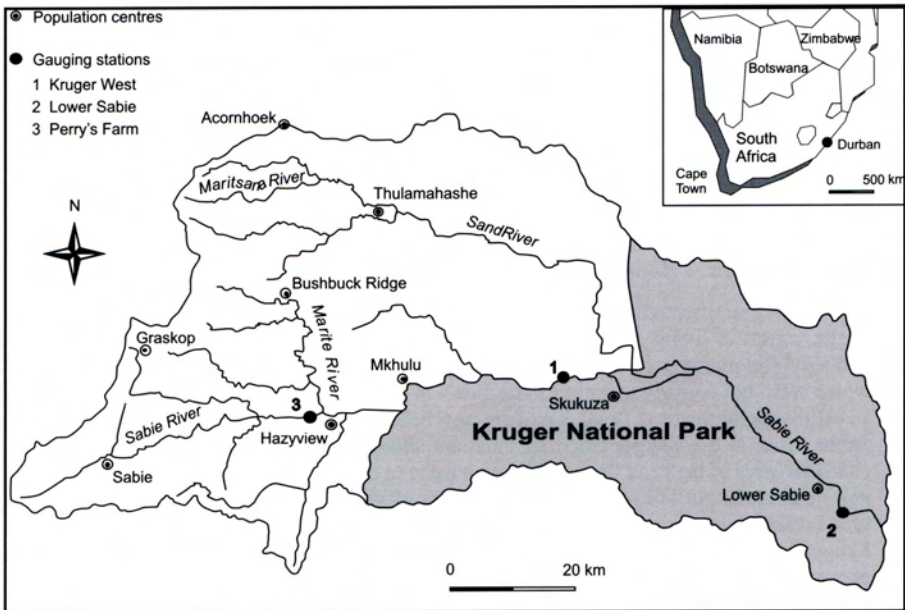 Population centres
Gauging stations
1 Kruger West
2 Lower Sabie
3 Perry's Farm
Namibia
Zimbabwe
Botswana
South
Africa
Durban
Cape
Town
0 500 km
Acornhoek
Maritsana River
Thulamahashe
SandRiver
N
Bushbuck Ridge
Marite River
Graskop
Mkhulu
1
Skukuza
3
Sabie River
Hazyview
Kruger National Park
Sabie River
Sabie
Lower Sabie
2
0 20 km